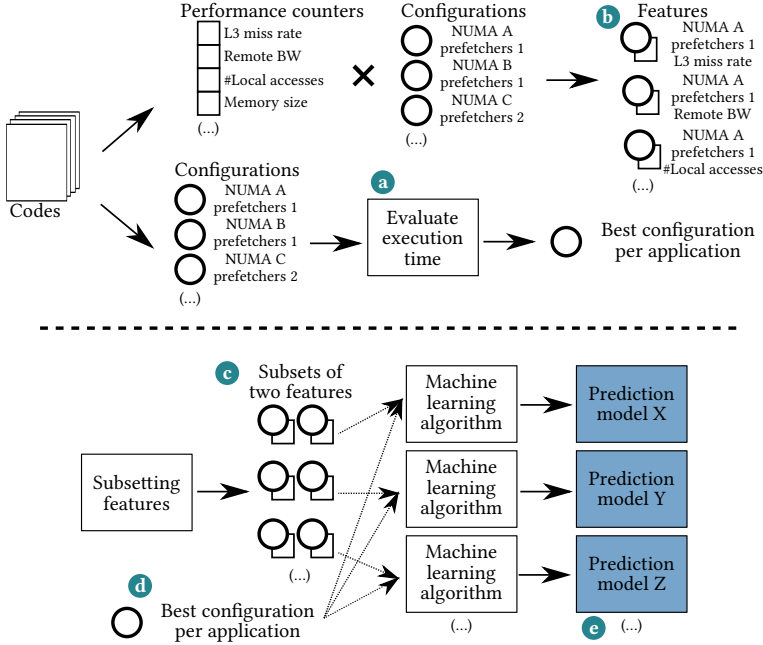 Performance counters
L3 miss rate
Remote BW
#Local accesses
Memory size
(...)
Configurations
NUMA A
prefetchers 1
NUMA B
prefetchers 1
NUMA C
prefetchers 2
(...)
b
Features
NUMA A
prefetchers 1
L3 miss rate
NUMA A
prefetchers 1
Remote BW
NUMA A
prefetchers 1
#Local accesses
(...)
Codes
Configurations
NUMA A
prefetchers 1
NUMA B
prefetchers 1
NUMA C
prefetchers 2
(...)
a
Evaluate
execution
time
Best configuration
per application
c
Subsets of
two features
(...)
Subsetting
features
d
Best configuration
per application
Machine
learning
algorithm
Prediction
model X
Machine
learning
algorithm
Prediction
model Y
Machine
learning
algorithm
Prediction
model Z
(...)
e
(...)